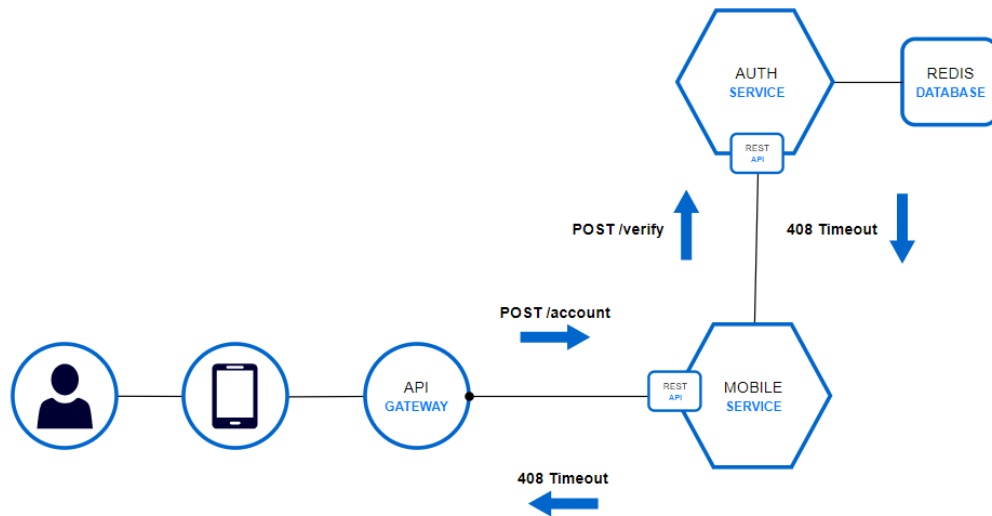 AUTH
SERVICE
REDIS
DATABASE
REST
API
POST /verify
408 Timeout
POST /account
API
GATEWAY
REST
API
MOBILE
SERVICE
408 Timeout